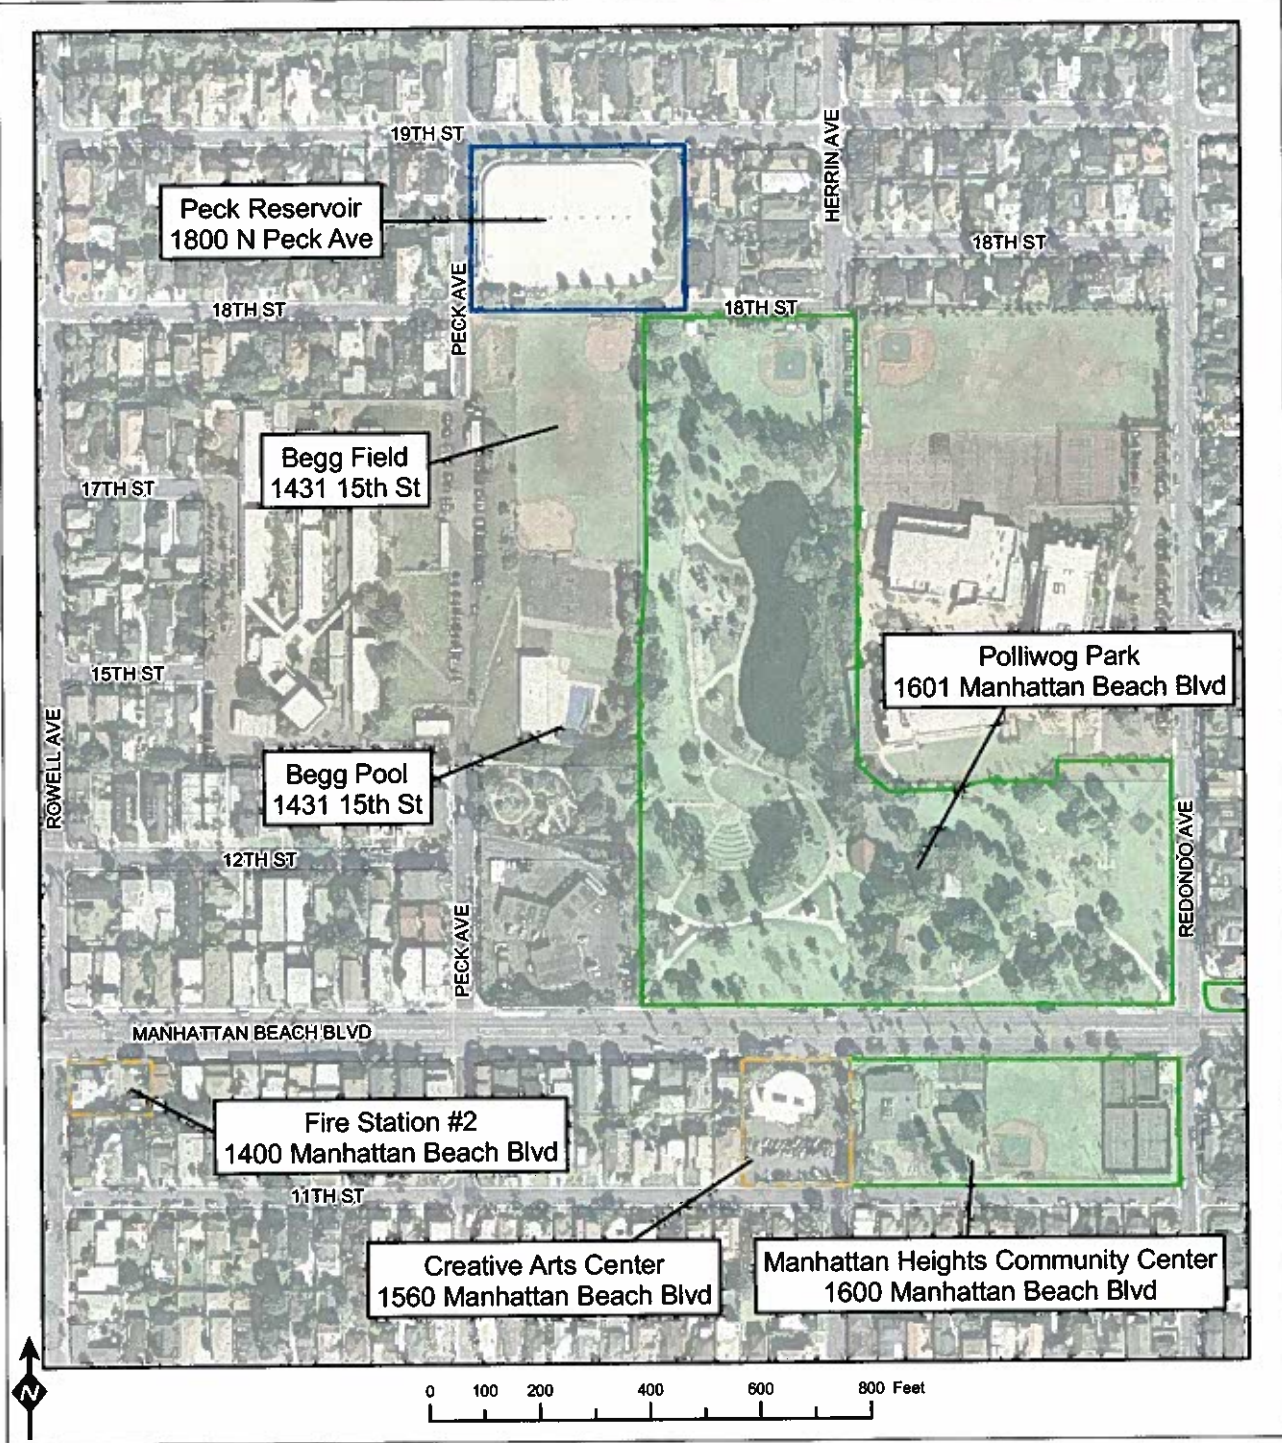 19TH ST
HERRIN AVE
Peck Reservoir
1800 N Peck Ave
18TH ST
PECK AVE
18TH ST
18TH ST
Begg Field
1431 15th St
17TH ST
Polliwog Park
1601 Manhattan Beach Blvd
15TH ST
ROWELL AVE
Begg Pool
1431 15th St
REDONDO AVE
12TH ST
PECK AVE
MANHATTAN BEACH BLVD
Fire Station #2
1400 Manhattan Beach Blvd
11TH ST
Creative Arts Center
1560 Manhattan Beach Blvd
Manhattan Heights Community Center
1600 Manhattan Beach Blvd
N
0 100 200 400 600 800 Feet